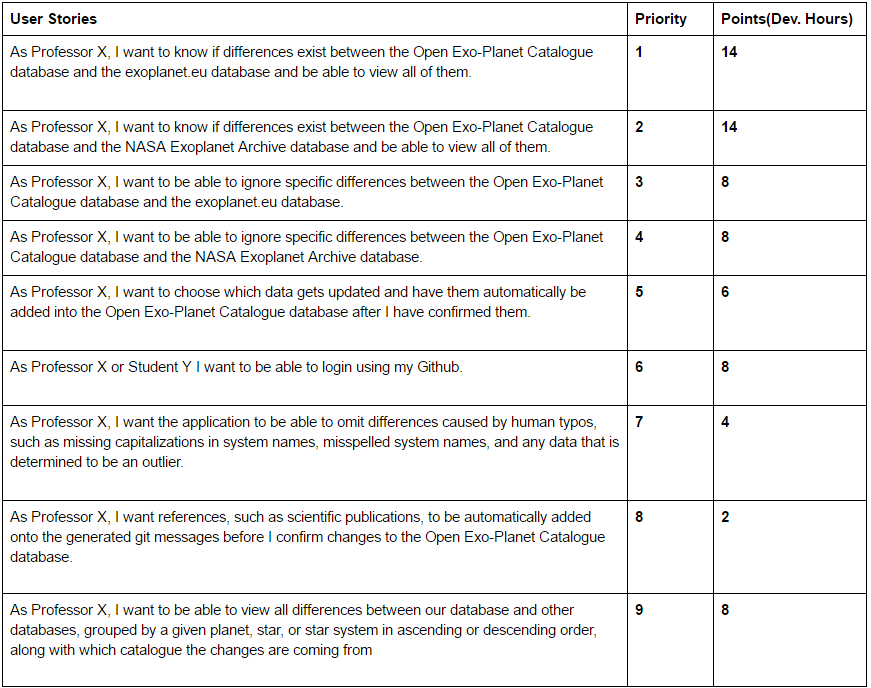 User Stories Priority Points(Dev. Hours)
As Professor X, I want to know if differences exist between the Open Exo-Planet Catalogue 1 14
database and the exoplanet.eu database and be able to view all of them.
As Professor X, I want to know if differences exist between the Open Exo-Planet Catalogue 2 14
database and the NASA Exoplanet Archive database and be able to view all of them.
As Professor X, I want to be able to ignore specific differences between the Open Exo-Planet 3 8
Catalogue database and the exoplanet.eu database.
As Professor X, I want to be able to ignore specific differences between the Open Exo-Planet 4 8
Catalogue database and the NASA Exoplanet Archive database.
As Professor X, I want to choose which data gets updated and have them automatically be 5 6
added into the Open Exo-Planet Catalogue database after I have confirmed them.
As Professor X or Student Y I want to be able to login using my Github. 6 8
As Professor X, I want the application to be able to omit differences caused by human typos, 7 4
such as missing capitalizations in system names, misspelled system names, and any data that is
determined to be an outlier.
As Professor X, I want references, such as scientific publications, to be automatically added 8 2
onto the generated git messages before I confirm changes to the Open Exo-Planet Catalogue
database.
As Professor X, I want to be able to view all differences between our database and other 9 8
databases, grouped by a given planet, star, or star system in ascending or descending order,
along with which catalogue the changes are coming from